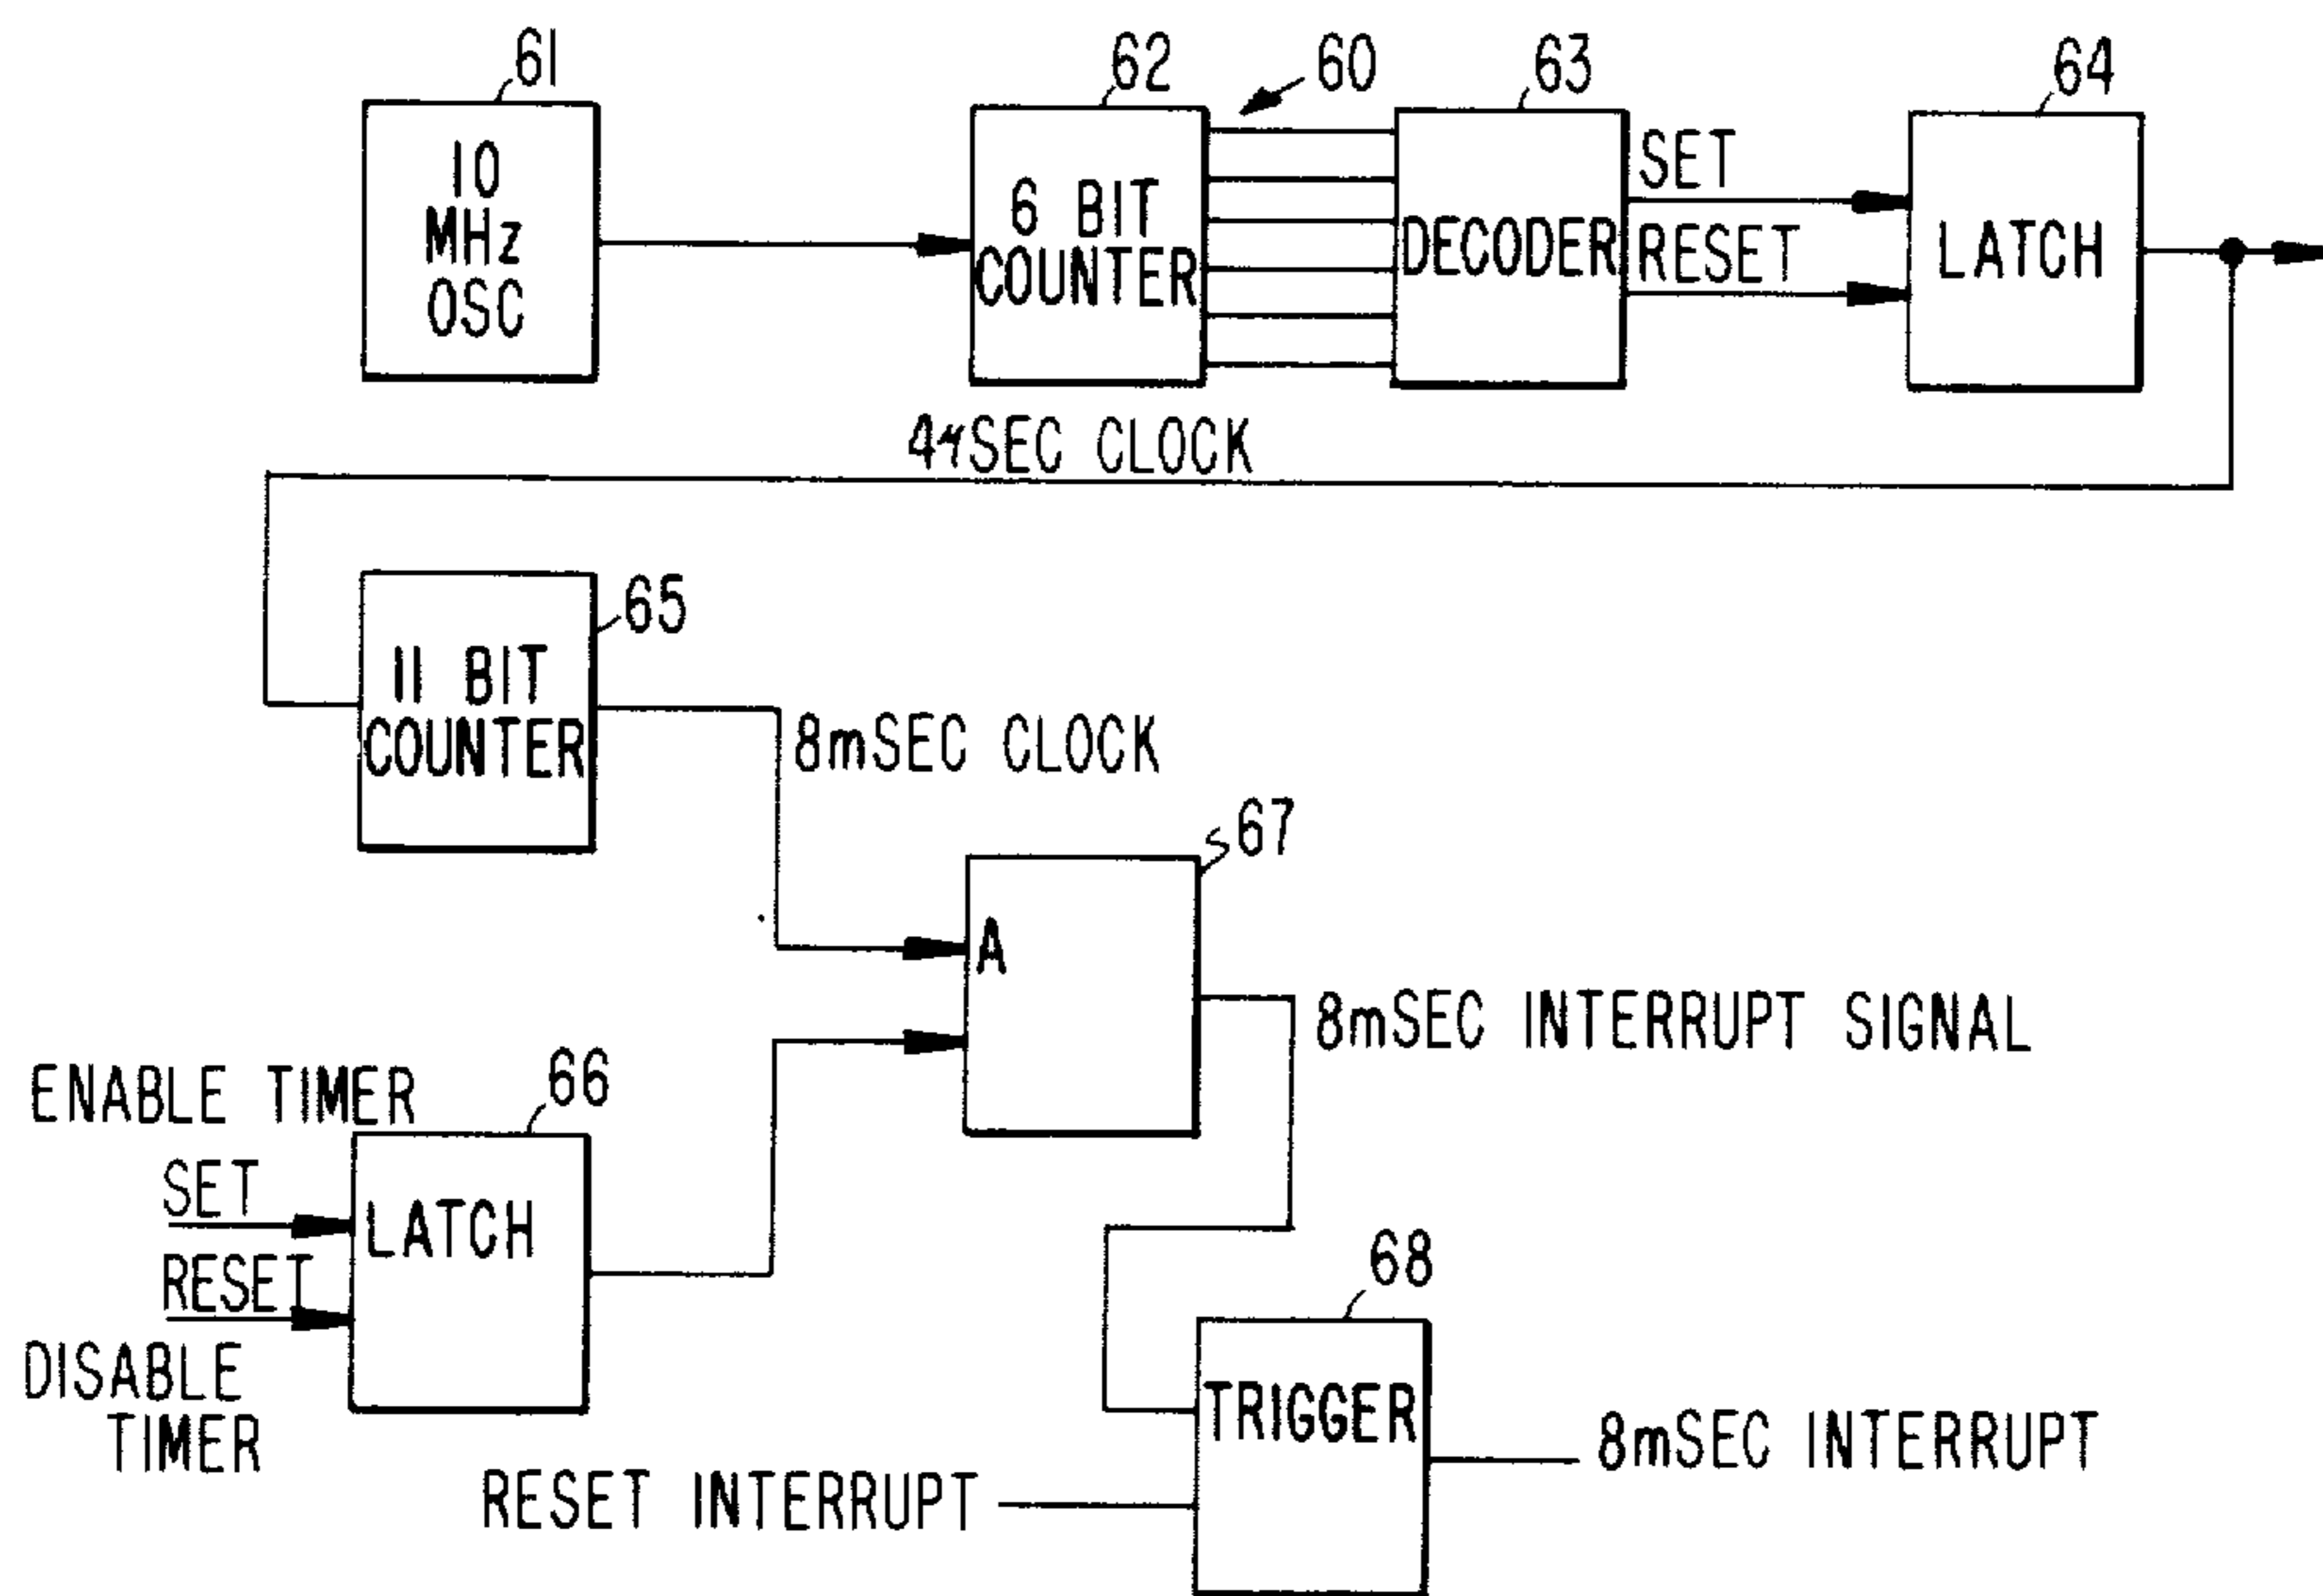 61
62
60
63
64
10
MHz
OSC
6 BIT
COUNTER
DECODER
SET
RESET
LATCH
4μSEC CLOCK
65
11 BIT
COUNTER
8mSEC CLOCK
67
A
8mSEC INTERRUPT SIGNAL
ENABLE TIMER
66
SET
LATCH
RESET
DISABLE
TIMER
68
TRIGGER
8mSEC INTERRUPT
RESET INTERRUPT